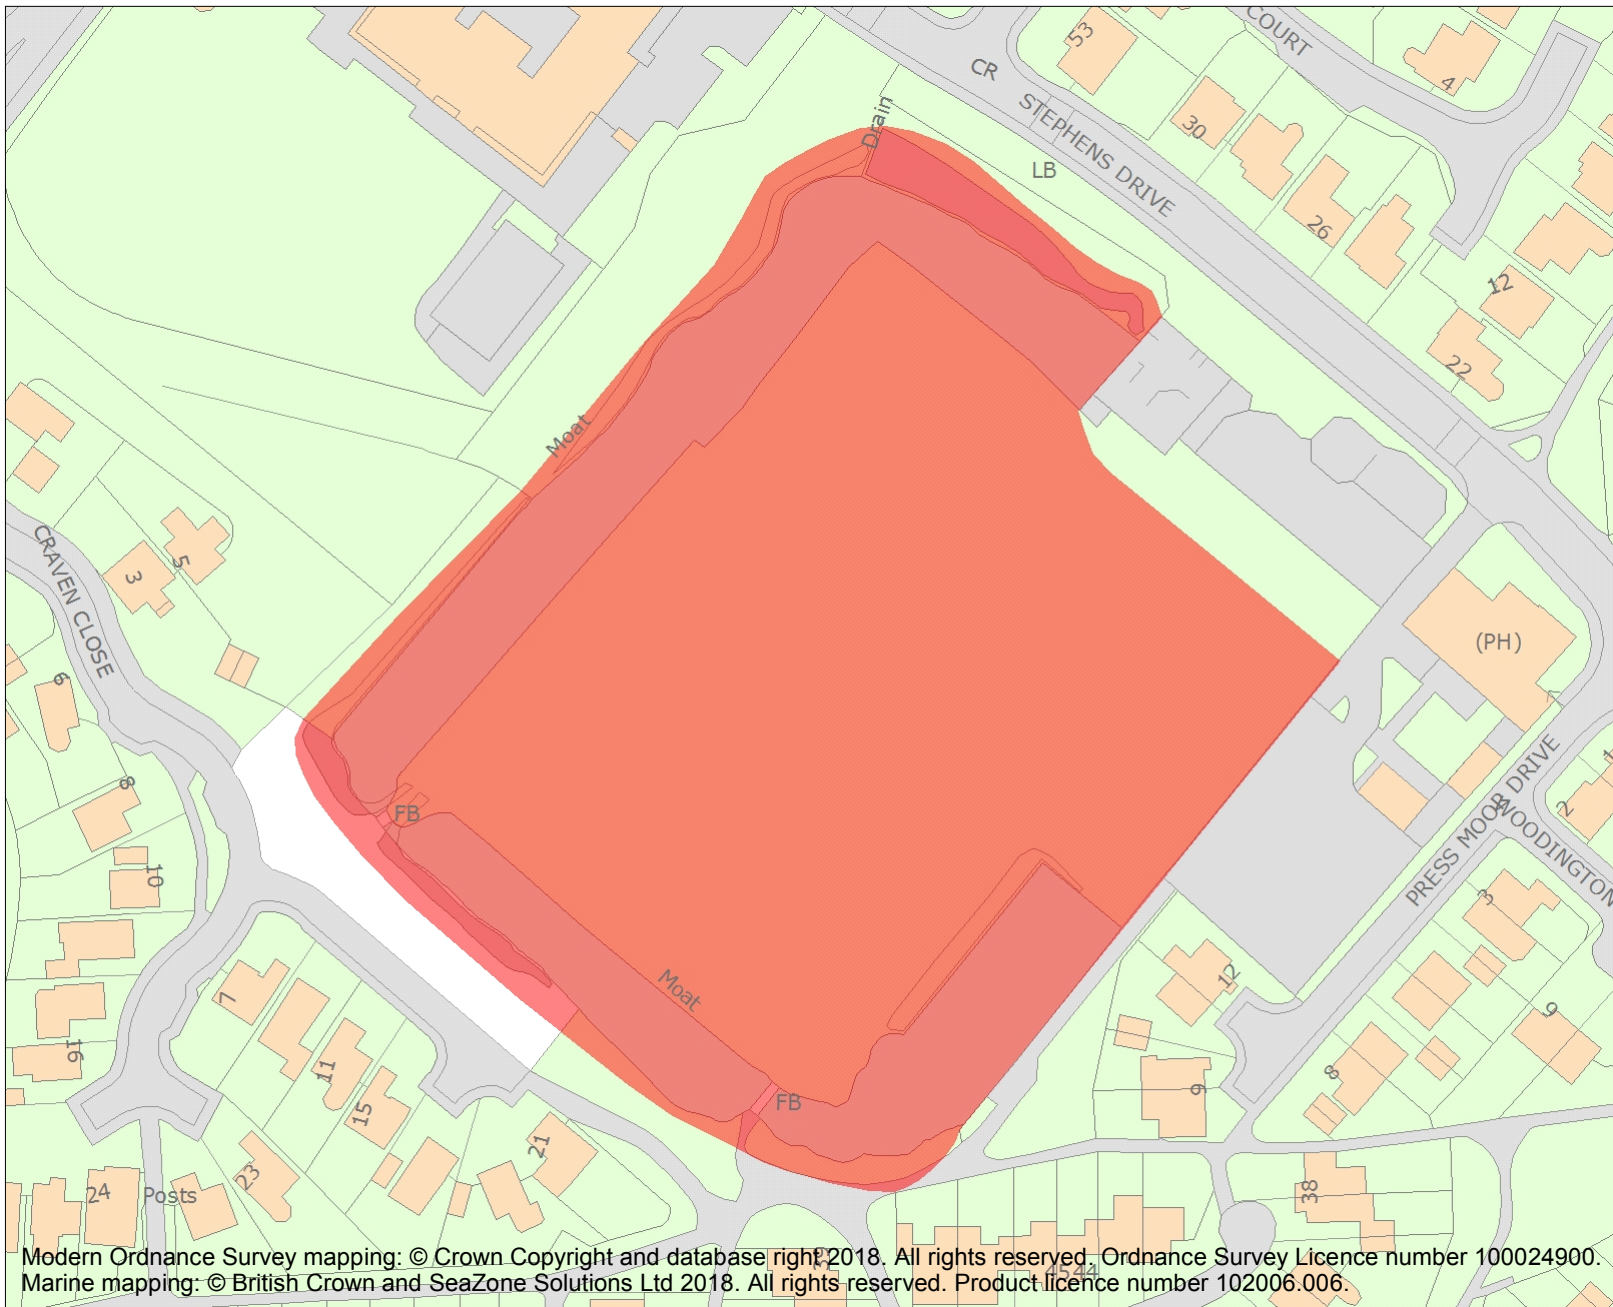 COURT
53
4
CR
STEPHENS DRIVE
Drain
30
LB
26
12
22
Moat
CRAVEN CLOSE
5
3
(PH)
6
1
8
FB
PRESS MOOR DRIVE
2
WOODINGTON
10
3
12
7
Moat
9
16
11
8
9
15
FB
21
23
24
Posts
38
39
4544
Modern Ordnance Survey mapping: © Crown Copyright and database right 2018. All rights reserved. Ordnance Survey Licence number 100024900.
Marine mapping: © British Crown and SeaZone Solutions Ltd 2018. All rights reserved. Product licence number 102006.006.